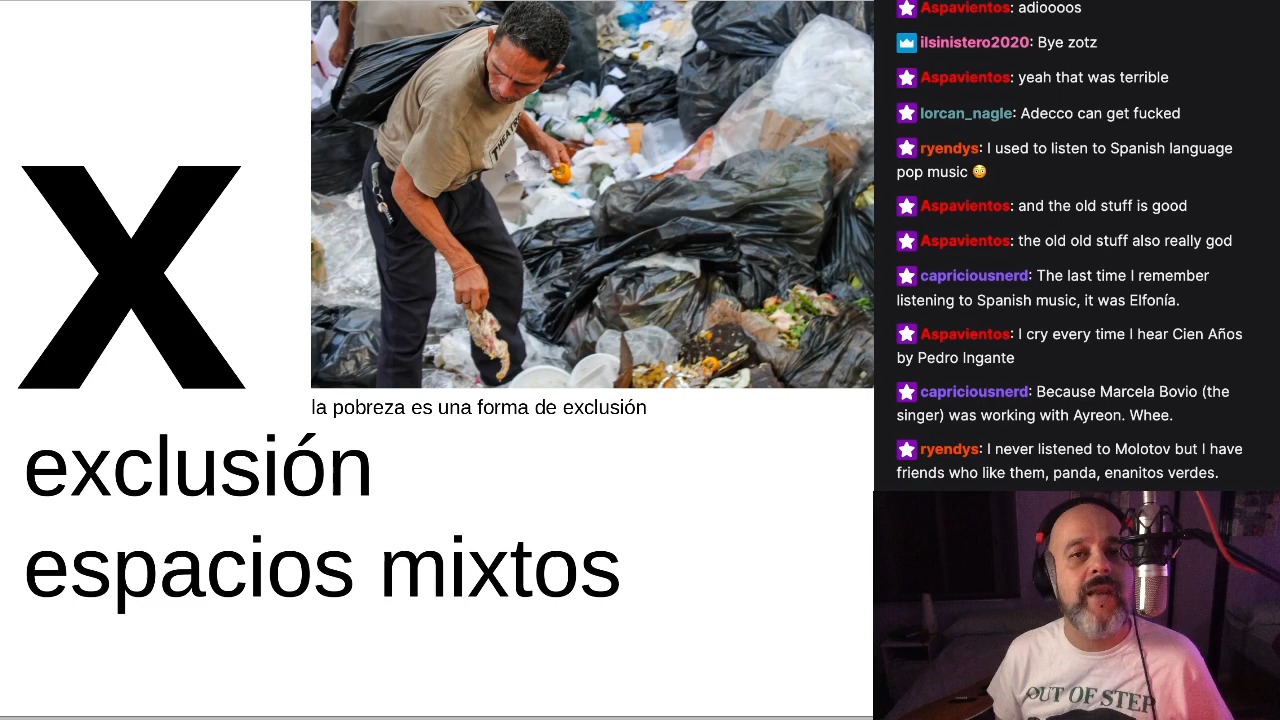 X
THEATS
la pobreza es una forma de exclusión
exclusión
espacios mixtos
Aspavientos: adioooos
ilsinistero2020: Bye zotz
Aspavientos: yeah that was terrible
lorcan_nagle: Adecco can get fucked
ryendys: I used to listen to Spanish language
pop music 😳
Aspavientos: and the old stuff is good
Aspavientos: the old old stuff also really god
capriciousnerd: The last time I remember
listening to Spanish music, it was Elfonía.
Aspavientos: I cry every time I hear Cien Años
by Pedro Ingante
capriciousnerd: Because Marcela Bovio (the
singer) was working with Ayreon. Whee.
ryendys: I never listened to Molotov but I have
friends who like them, panda, enanitos verdes.
OUT OF STEP